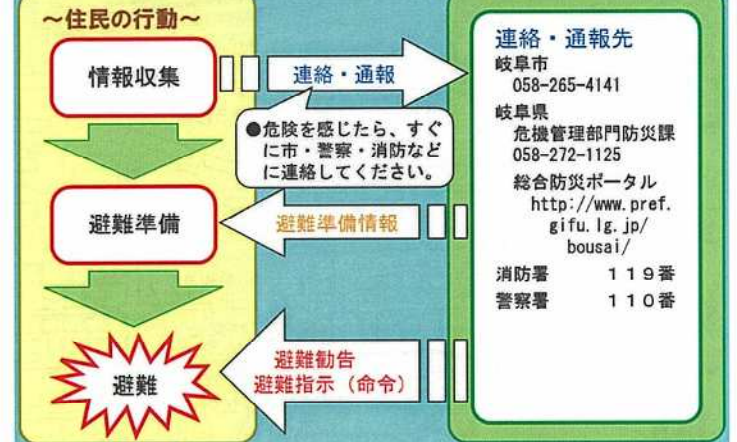 ～住民の行動～
情報収集
連絡・通報
●危険を感じたら、すぐ
に市・警察・消防など
に連絡してください。
避難準備
避難準備情報
避難
避難勧告
避難指示（命令）
連絡・通報先
岐阜市
058-265-4141
岐阜県
危機管理部門防災課
058-272-1125
総合防災ポータル
http://www.pref.
gifu.lg.jp/
bousai/
消防署　１１９番
警察署　１１０番